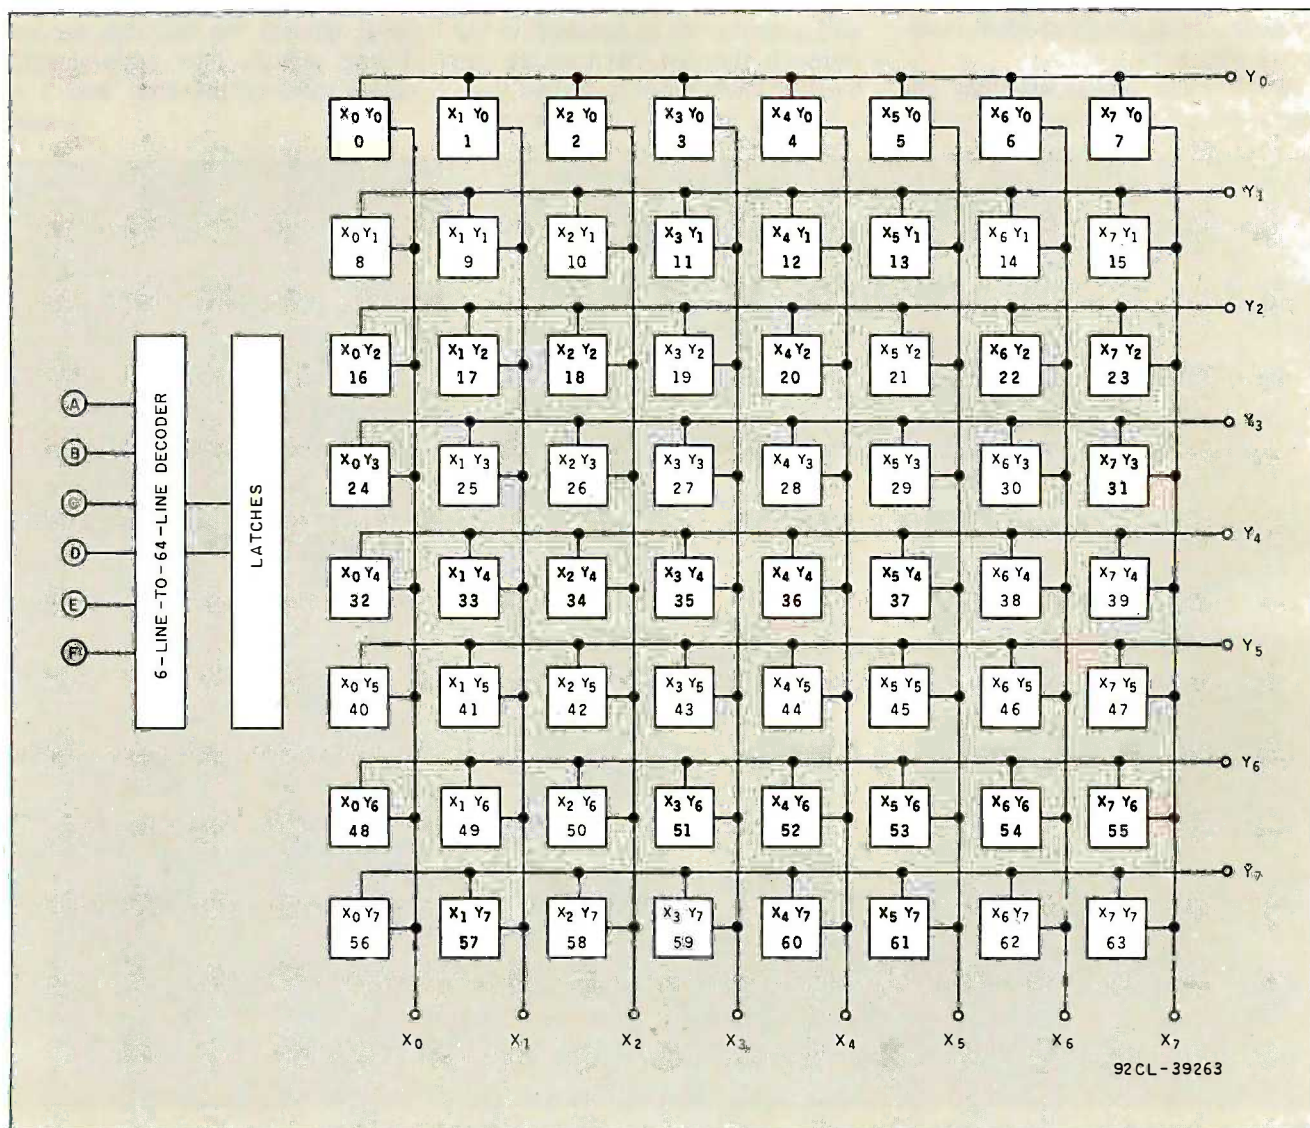 Y0
X0 Y0 X1 Y0 X2 Y0 X3 Y0 X4 Y0 X5 Y0 X6 Y0 X7 Y0
0 1 2 3 4 5 6 7
Y1
X0 Y1 X1 Y1 X2 Y1 X3 Y1 X4 Y1 X5 Y1 X6 Y1 X7 Y1
8 9 10 11 12 13 14 15
Y2
X0 Y2 X1 Y2 X2 Y2 X3 Y2 X4 Y2 X5 Y2 X6 Y2 X7 Y2
16 17 18 19 20 21 22 23
Y3
X0 Y3 X1 Y3 X2 Y3 X3 Y3 X4 Y3 X5 Y3 X6 Y3 X7 Y3
24 25 26 27 28 29 30 31
Y4
X0 Y4 X1 Y4 X2 Y4 X3 Y4 X4 Y4 X5 Y4 X6 Y4 X7 Y4
32 33 34 35 36 37 38 39
Y5
X0 Y5 X1 Y5 X2 Y5 X3 Y5 X4 Y5 X5 Y5 X6 Y5 X7 Y5
40 41 42 43 44 45 46 47
Y6
X0 Y6 X1 Y6 X2 Y6 X3 Y6 X4 Y6 X5 Y6 X6 Y6 X7 Y6
48 49 50 51 52 53 54 55
Y7
X0 Y7 X1 Y7 X2 Y7 X3 Y7 X4 Y7 X5 Y7 X6 Y7 X7 Y7
56 57 58 59 60 61 62 63
X0 X1 X2 X3 X4 X5 X6 X7
A
B
C
D
E
F
6-LINE-TO-64-LINE DECODER
LATCHES
92CL-39263